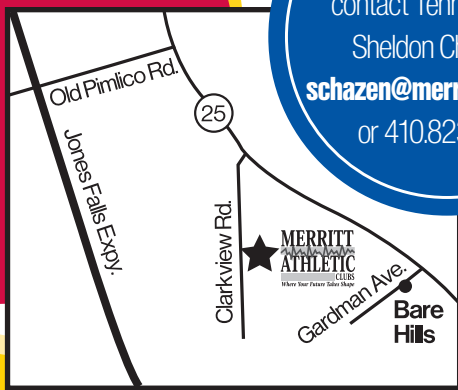 contact
Sheldon
or 410.82
Old Pimlico Rd.
25
Jones Falls Expy.
Clarkview Rd.
MERRITT
ATHLETIC
CLUBS
Where Your Future Takes Shape
Gardman Ave.
Bare
Hills